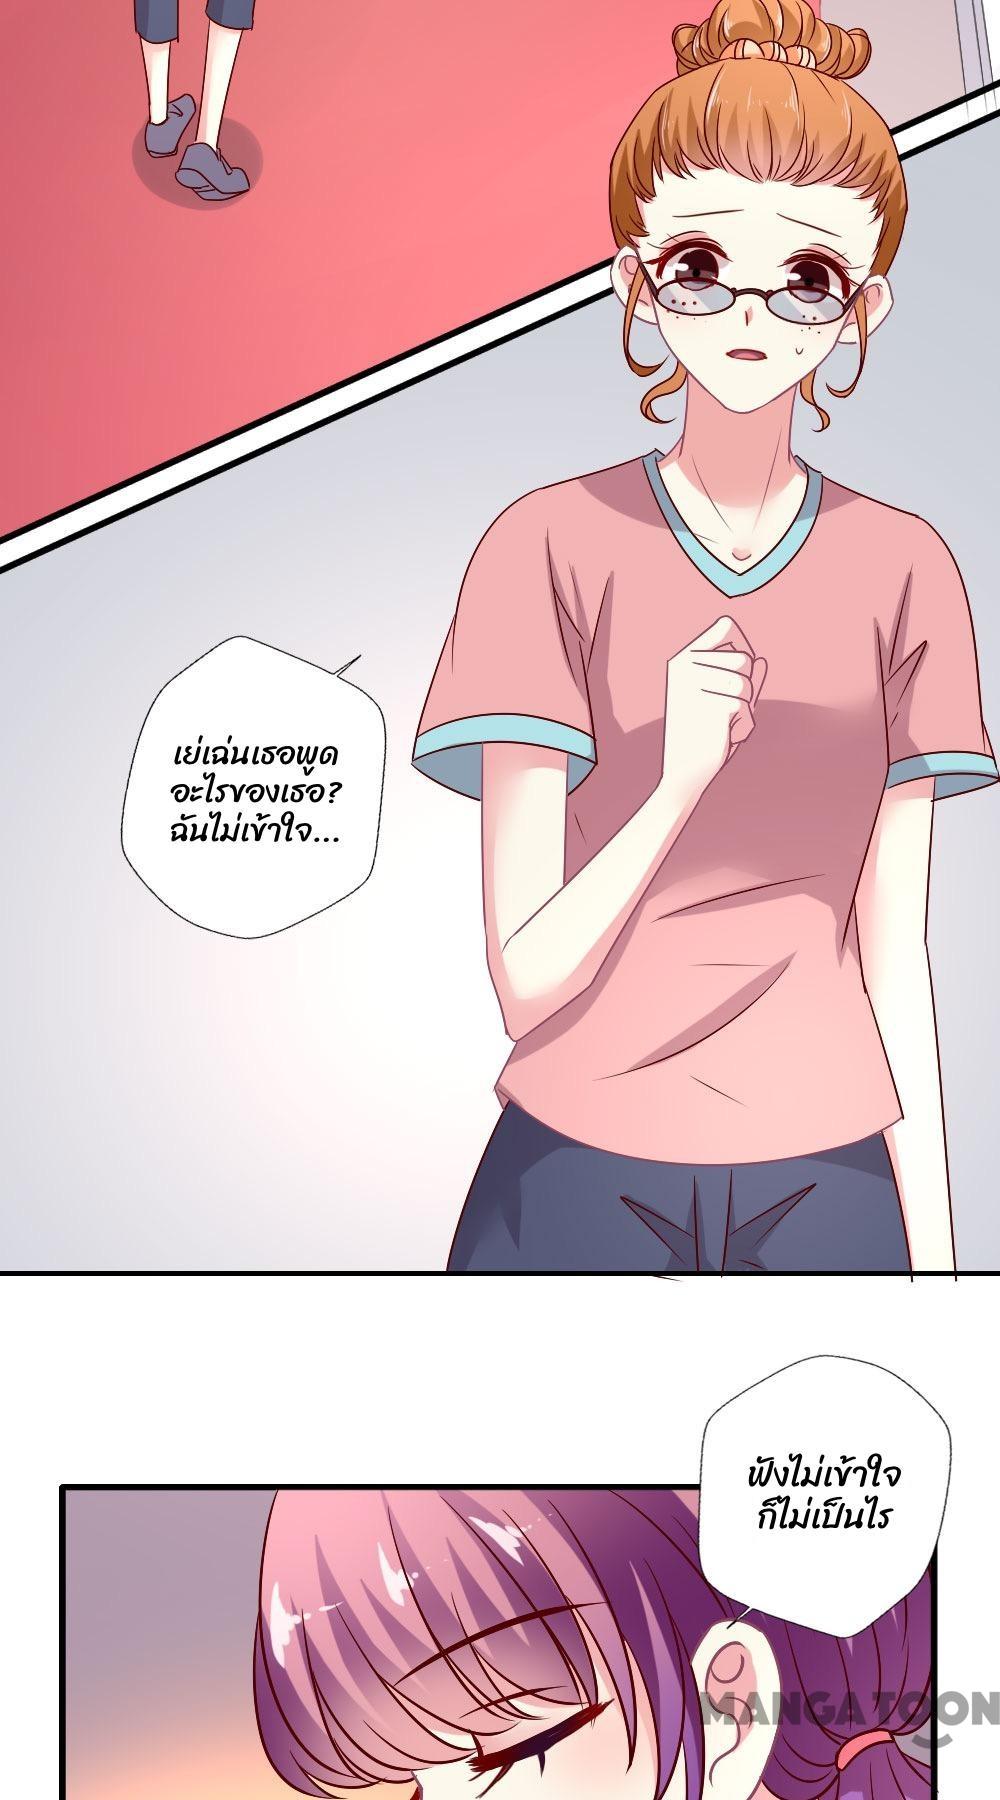 เย่เฉ่นเธอพูด
อะไรของเธอ?
ฉันไม่เข้าใจ...
ฟังไม่เข้าใจ
ก็ไม่เป็นไร
MANGATOON